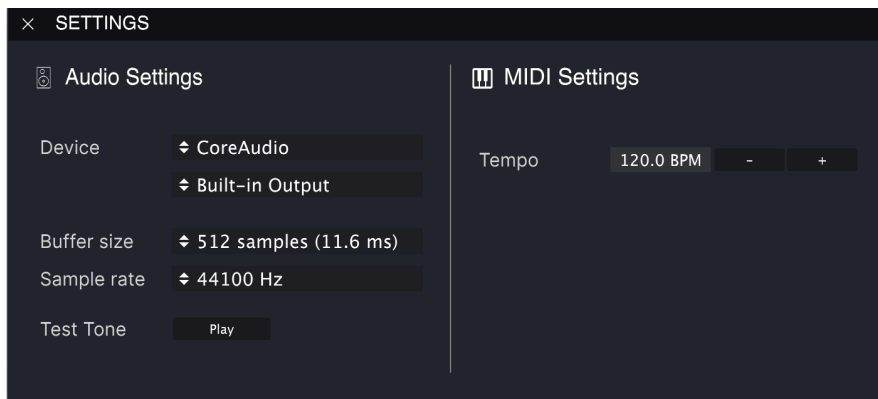 × SETTINGS
Audio Settings
Device
CoreAudio
Built-in Output
Buffer size
512 samples (11.6 ms)
Sample rate
44100 Hz
Test Tone
Play
MIDI Settings
Tempo
120.0 BPM
-
+